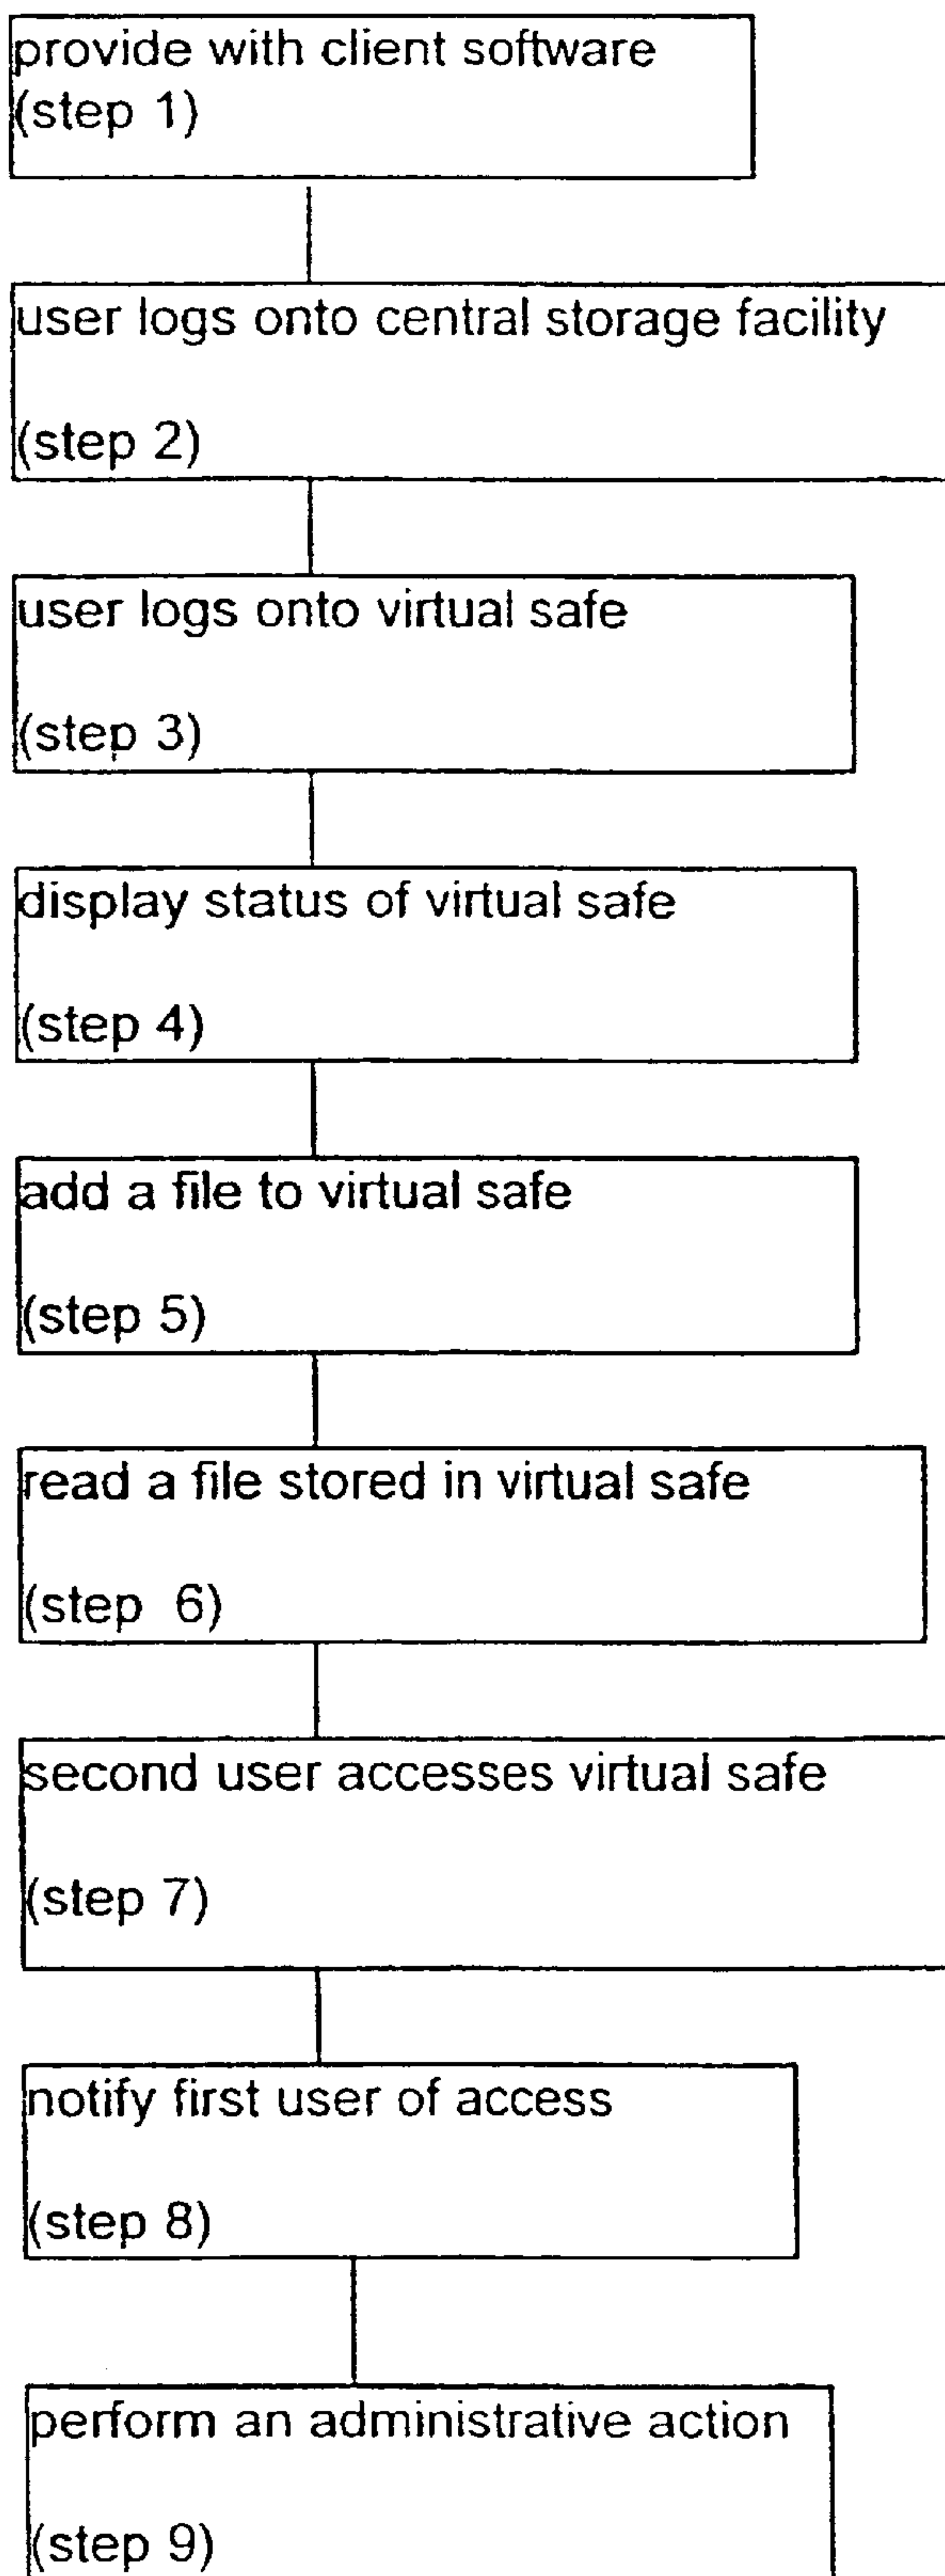 provide with client software
(step 1)
user logs onto central storage facility
(step 2)
user logs onto virtual safe
(step 3)
display status of virtual safe
(step 4)
add a file to virtual safe
(step 5)
read a file stored in virtual safe
(step 6)
second user accesses virtual safe
(step 7)
notify first user of access
(step 8)
perform an administrative action
(step 9)